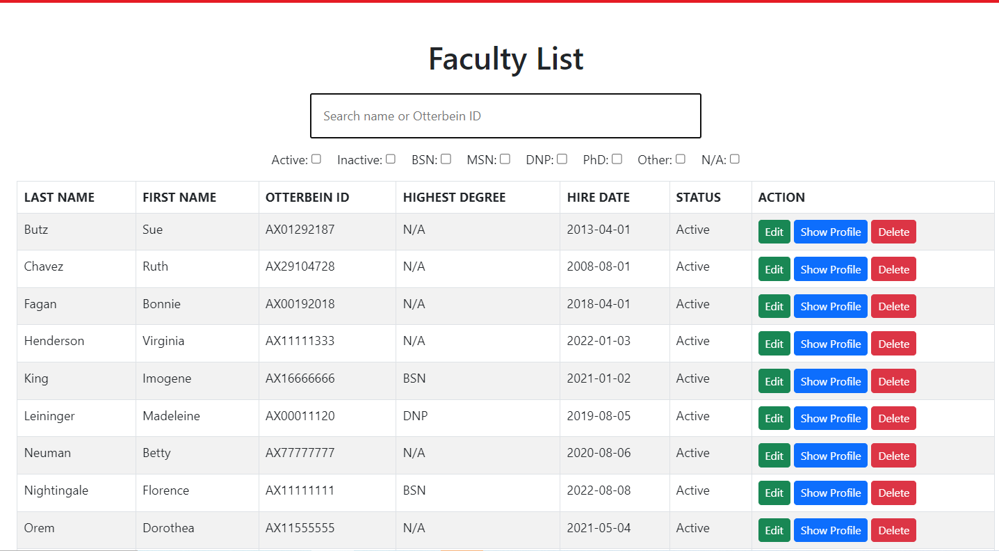 Faculty List
Search name or Otterbein ID
Active: Inactive: BSN: MSN: DNP: PhD: Other: N/A:
LAST NAME FIRST NAME OTTERBEIN ID HIGHEST DEGREE HIRE DATE STATUS ACTION
Butz Sue AX01292187 N/A 2013-04-01 Active Edit Show Profile Delete
Chavez Ruth AX29104728 N/A 2008-08-01 Active Edit Show Profile Delete
Fagan Bonnie AX00192018 N/A 2018-04-01 Active Edit Show Profile Delete
Henderson Virginia AX11111333 N/A 2022-01-03 Active Edit Show Profile Delete
King Imogene AX16666666 BSN 2021-01-02 Active Edit Show Profile Delete
Leininger Madeleine AX00011120 DNP 2019-08-05 Active Edit Show Profile Delete
Neuman Betty AX77777777 N/A 2020-08-06 Active Edit Show Profile Delete
Nightingale Florence AX11111111 BSN 2022-08-08 Active Edit Show Profile Delete
Orem Dorothea AX11555555 N/A 2021-05-04 Active Edit Show Profile Delete